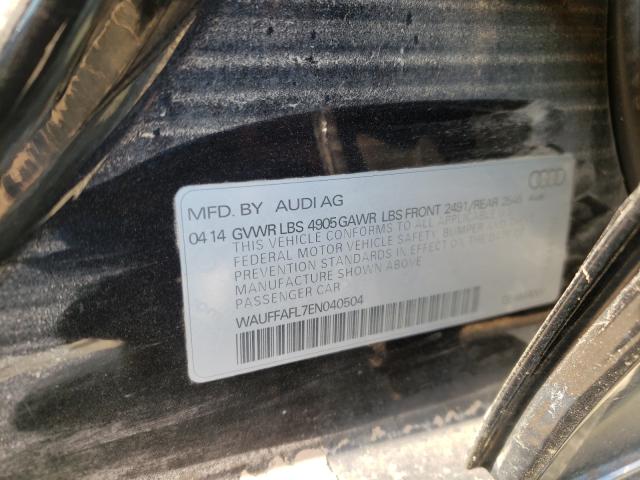 MFD. BY AUDI AG
04 14 GVWR LBS 4905 GAWR LBS FRONT 2491/REAR 2545
THIS VEHICLE CONFORMS TO ALL APPLICABLE
FEDERAL MOTOR VEHICLE SAFETY, BUMPER AND
PREVENTION STANDARDS IN EFFECT ON THE DATE OF
MANUFACTURE SHOWN ABOVE
PASSENGER CAR
WAUFFAFL7EN040504
Audi